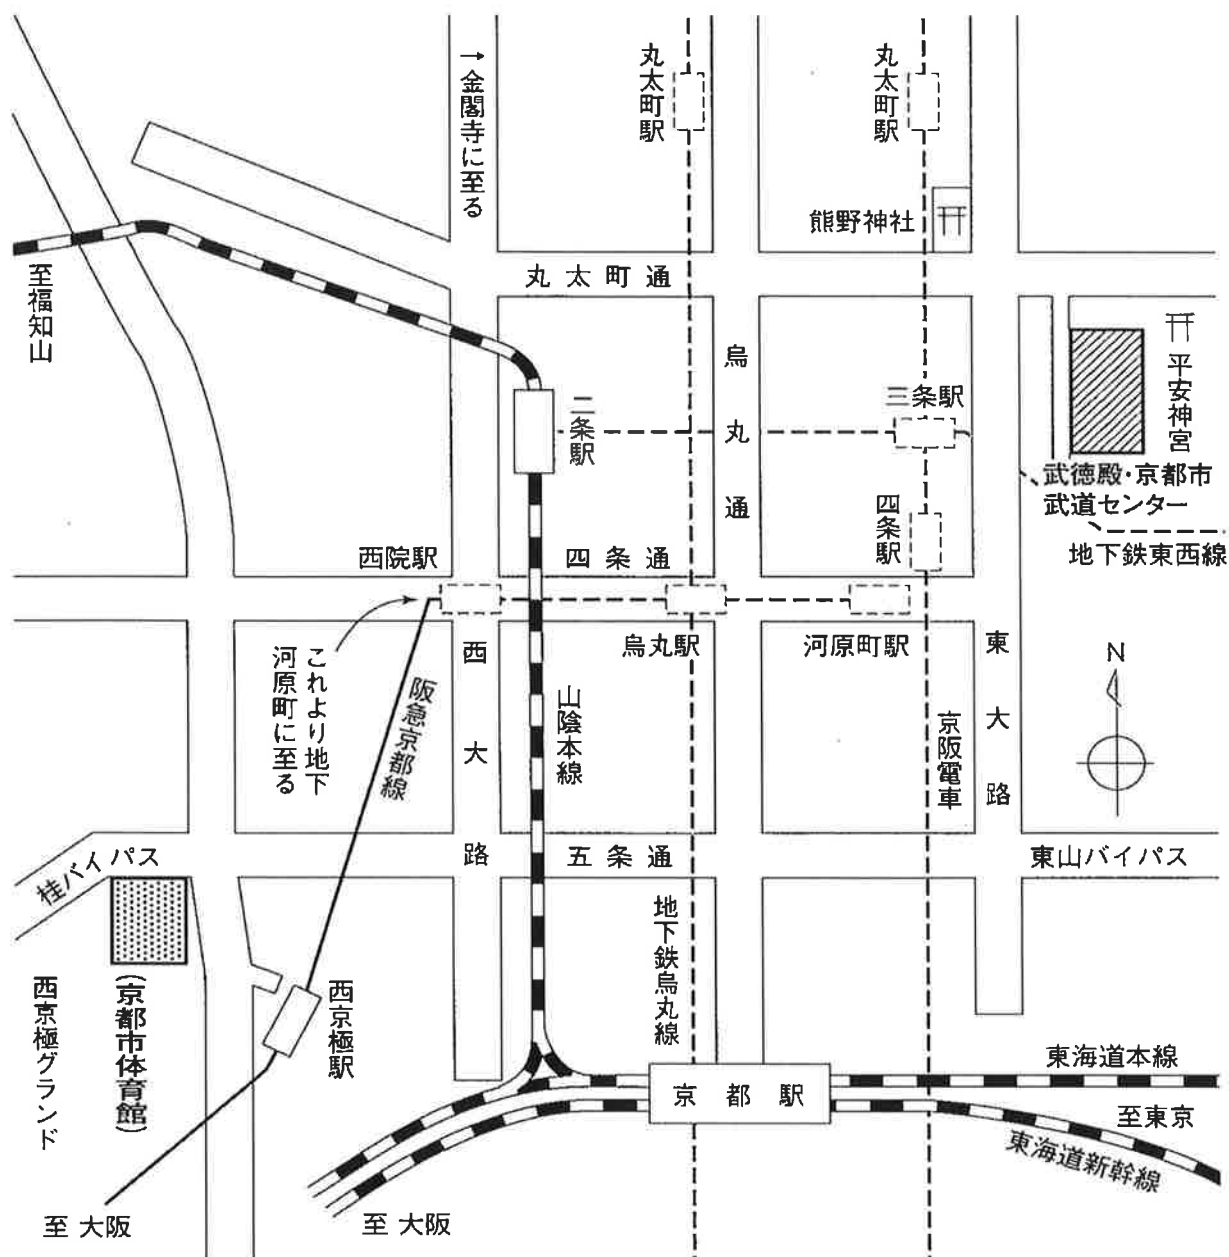 ↑金閣寺に至る
丸太町駅
丸太町駅
熊野神社
至福知山
丸太町通
烏丸通
二条駅
三条駅
平安神宮
武徳殿・京都市
武道センター
地下鉄東西線
四条駅
西院駅
四条通
烏丸駅
河原町駅
これより地下
河原町に至る
阪急京都線
西大路
山陰本線
京阪電車
東大路
N
桂バイパス
五条通
東山バイパス
地下鉄烏丸線
西京極グランド
(京都市体育館)
西京極駅
京都駅
東海道本線
至東京
東海道新幹線
至 大阪
至 大阪